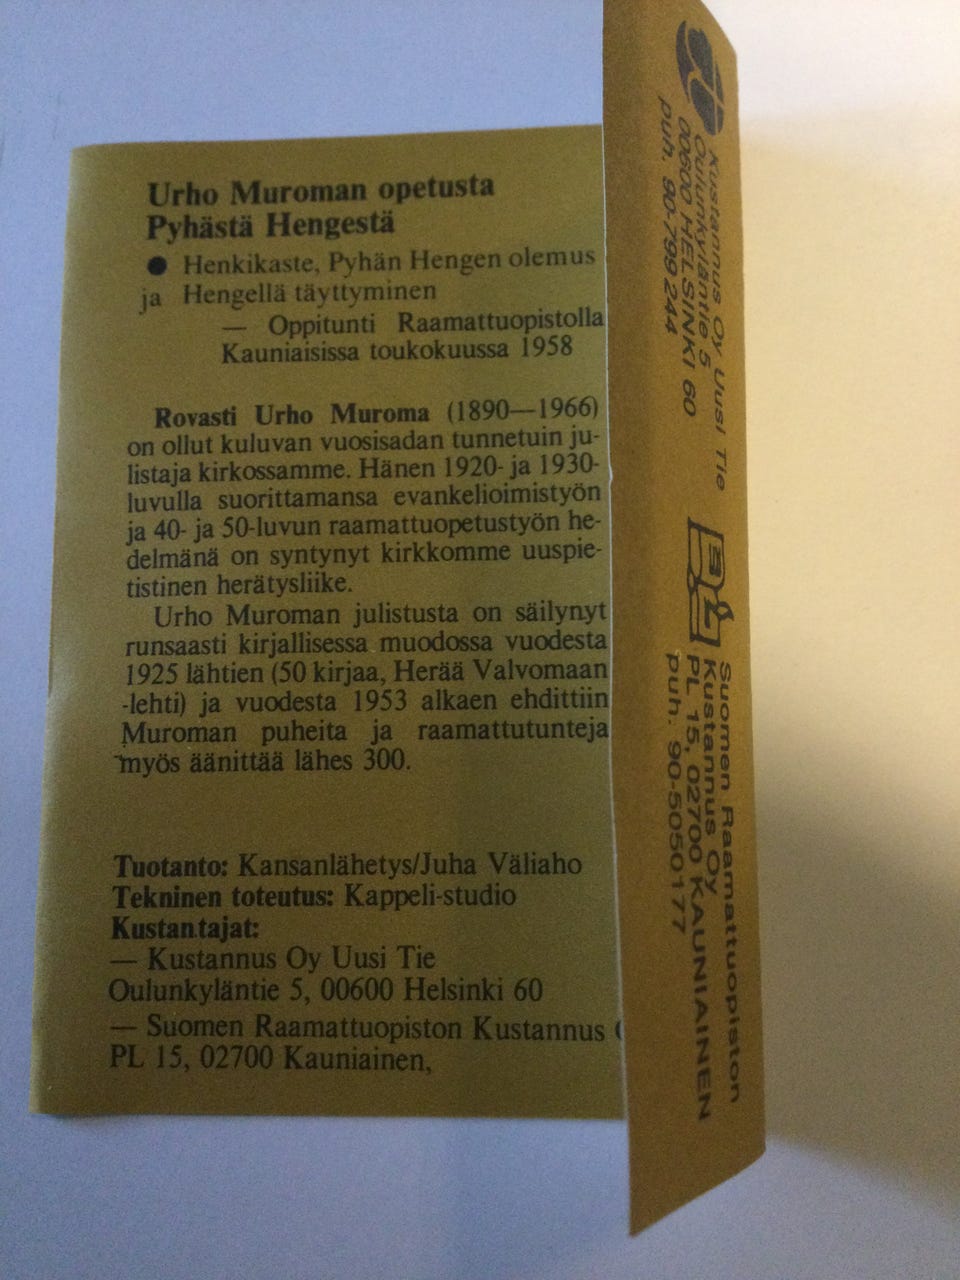 Urho Muroman opetusta
Pyhästä Hengestä
● Henkikaste, Pyhän Hengen olemus
ja Hengellä täyttyminen
— Oppitunti Raamattuopistolla
Kauniaisissa toukokuussa 1958
Rovasti Urho Muroma (1890—1966)
on ollut kuluvan vuosisadan tunnetuin ju-
listaja kirkossamme. Hänen 1920- ja 1930-
luvulla suorittamansa evankelioimistyön
ja 40- ja 50-luvun raamattuopetustyön he-
delmänä on syntynyt kirkkomme uuspie-
tistinen herätysliike.
Urho Muroman julistusta on säilynyt
runsaasti kirjallisessa muodossa vuodesta
1925 lähtien (50 kirjaa, Herää Valvomaan
-lehti) ja vuodesta 1953 alkaen ehdittiin
Muroman puheita ja raamattutunteja
myös äänittää lähes 300.
Tuotanto: Kansanlähetys/Juha Väliaho
Tekninen toteutus: Kappeli-studio
Kustantajat:
— Kustannus Oy Uusi Tie
Oulunkyläntie 5, 00600 Helsinki 60
— Suomen Raamattuopiston Kustannus
PL 15, 02700 Kauniainen,
Kustannus Oy Uusi Tie
Oulunkyläntie 5
00600 HELSINKI 60
puh. 90-799 244
Suomen Raamattuopiston
Kustannus Oy
PL 15, 02700 KAUNIAINEN
puh. 90-5050177